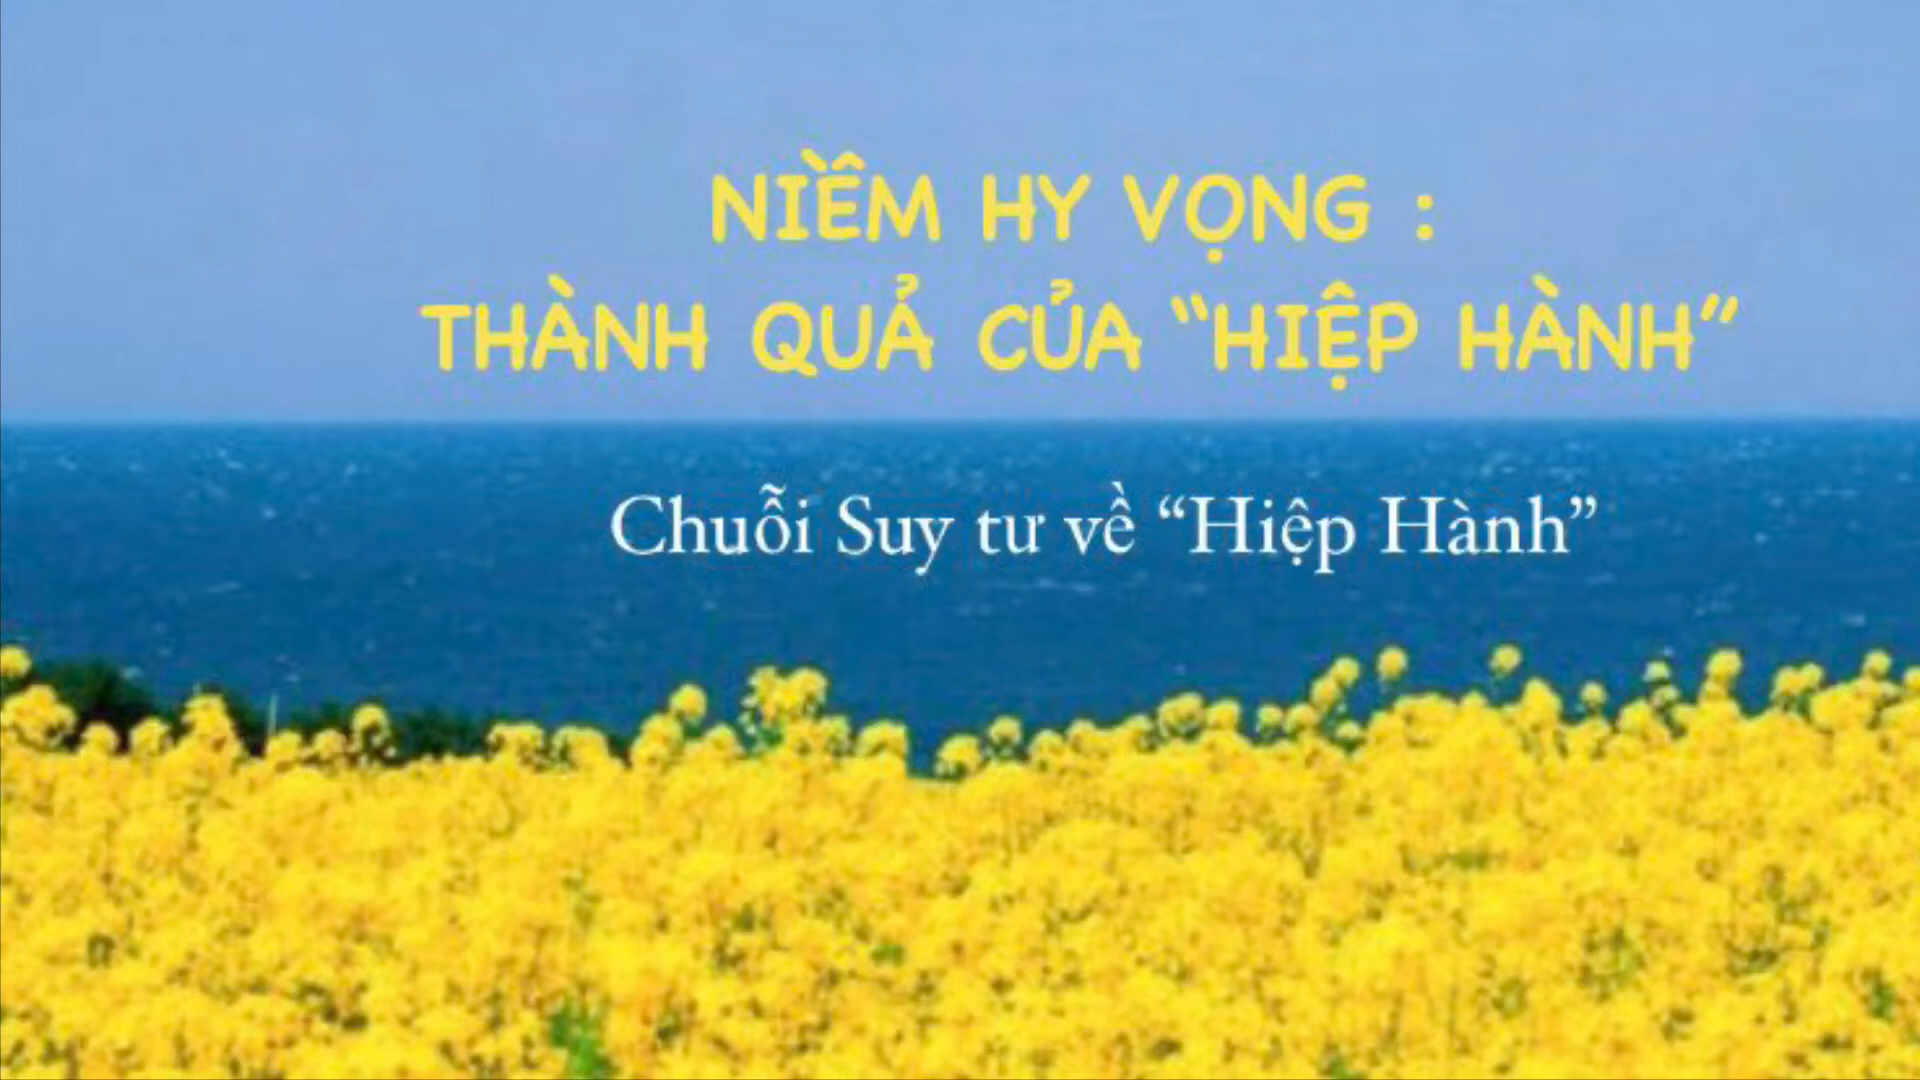 NIỀM HY VỌNG :
THÀNH QUẢ CỦA “HIỆP HÀNH”
Chuỗi Suy tư về “Hiệp Hành”